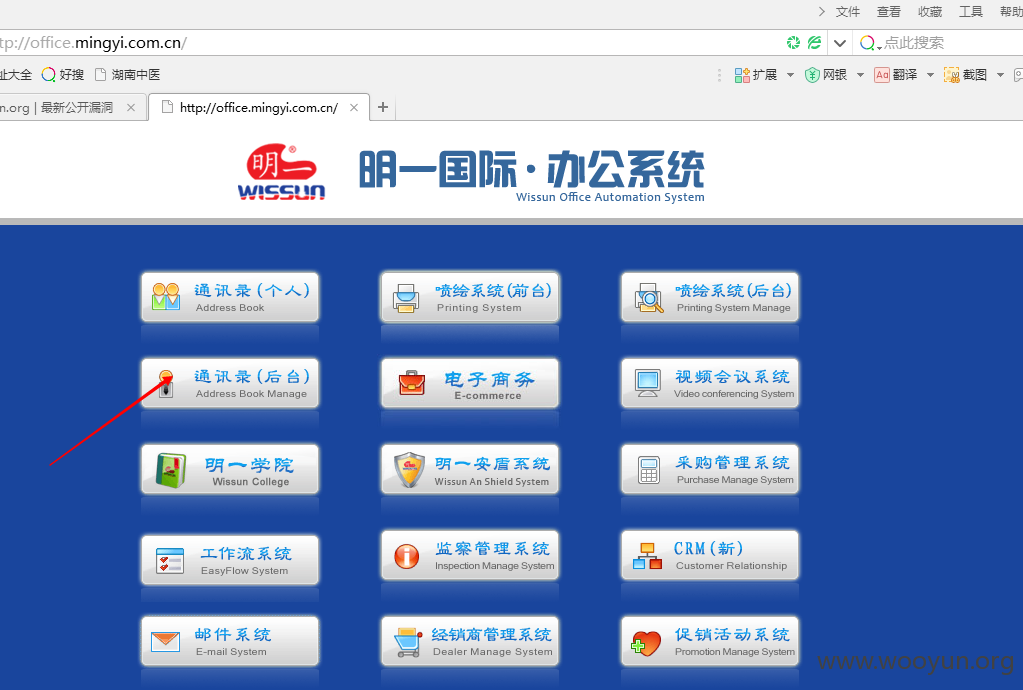 文件 查看 收藏 工具 帮助
tp://office.mingyi.com.cn/ 点此搜索
址大全 好搜 湖南中医 扩展 网银 Aa 翻译 截图
n.org | 最新公开漏洞 × http://office.mingyi.com.cn/ × +
明一®
WISSUN
明一国际·办公系统
Wissun Office Automation System
通讯录(个人)
Address Book
喷绘系统(前台)
Printing System
喷绘系统(后台)
Printing System Manage
通讯录(后台)
Address Book Manage
电子商务
E-commerce
视频会议系统
Video conferencing System
明一学院
Wissun College
明一安盾系统
Wissun An Shield System
采购管理系统
Purchase Manage System
工作流系统
EasyFlow System
监察管理系统
Inspection Manage System
CRM(新)
Customer Relationship
邮件系统
E-mail System
经销商管理系统
Dealer Manage System
促销活动系统
Promotion Manage System
www.wooyun.org